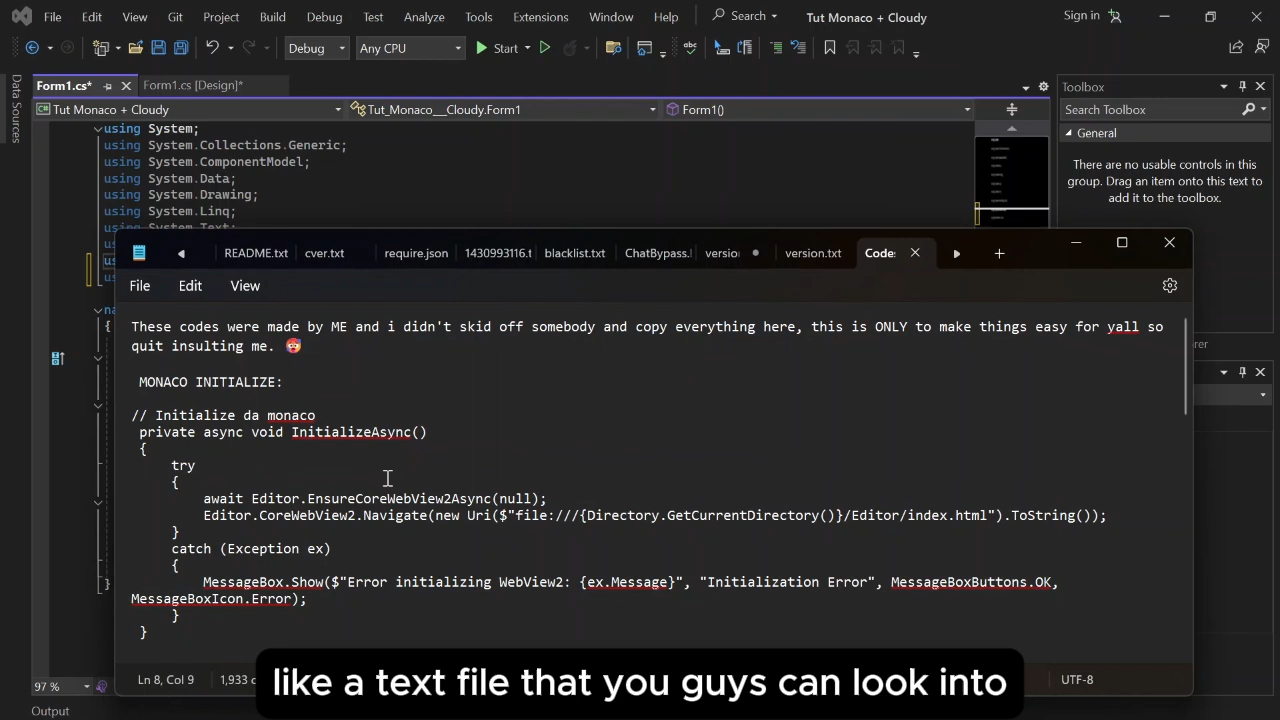 File Edit View Git Project Build Debug Test Analyze Tools Extensions Window Help Search Tut Monaco + Cloudy Sign in
Debug Any CPU Start
Data Sources
Form1.cs* Form1.cs [Design]* Toolbox
Tut Monaco + Cloudy Tut_Monaco__Cloudy.Form1 Form1() Search Toolbox
General
There are no usable controls in this
group. Drag an item onto this text to
add it to the toolbox.
using System;
using System.Collections.Generic;
using System.ComponentModel;
using System.Data;
using System.Drawing;
using System.Linq;
using System.Text;
README.txt cver.txt require.json 1430993116.t blacklist.txt ChatBypass.l version version.txt Code
File Edit View
These codes were made by ME and i didn't skid off somebody and copy everything here, this is ONLY to make things easy for yall so
quit insulting me. 🥵
MONACO INITIALIZE:
// Initialize da monaco
private async void InitializeAsync()
{
try
{
await Editor.EnsureCoreWebView2Async(null);
Editor.CoreWebView2.Navigate(new Uri($"file:///{Directory.GetCurrentDirectory()}/Editor/index.html").ToString());
}
catch (Exception ex)
{
MessageBox.Show($"Error initializing WebView2: {ex.Message}", "Initialization Error", MessageBoxButtons.OK,
MessageBoxIcon.Error);
}
}
Ln 8, Col 9 1,933 c UTF-8
97 %
like a text file that you guys can look into
Output